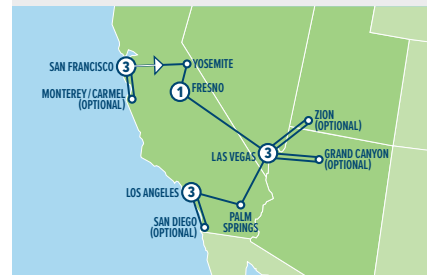 SAN FRANCISCO
3
YOSEMITE
MONTEREY/CARMEL
(OPTIONAL)
1
FRESNO
ZION
(OPTIONAL)
LAS VEGAS
3
GRAND CANYON
(OPTIONAL)
LOS ANGELES
3
SAN DIEGO
(OPTIONAL)
PALM
SPRINGS